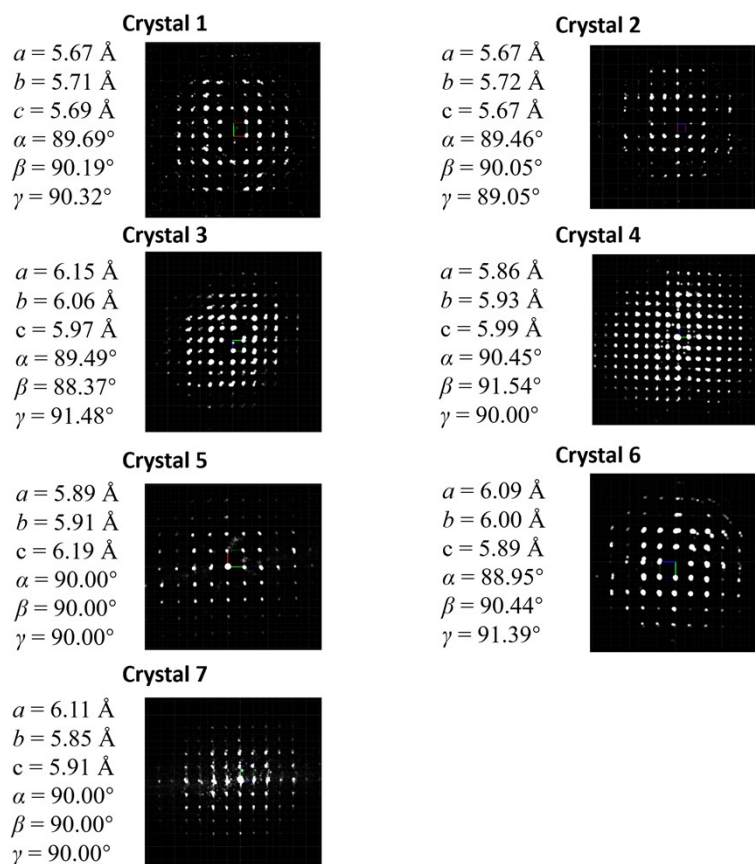 Crystal 1
a = 5.67 Å
b = 5.71 Å
c = 5.69 Å
α = 89.69°
β = 90.19°
γ = 90.32°
Crystal 2
a = 5.67 Å
b = 5.72 Å
c = 5.67 Å
α = 89.46°
β = 90.05°
γ = 89.05°
Crystal 3
a = 6.15 Å
b = 6.06 Å
c = 5.97 Å
α = 89.49°
β = 88.37°
γ = 91.48°
Crystal 4
a = 5.86 Å
b = 5.93 Å
c = 5.99 Å
α = 90.45°
β = 91.54°
γ = 90.00°
Crystal 5
a = 5.89 Å
b = 5.91 Å
c = 6.19 Å
α = 90.00°
β = 90.00°
γ = 90.00°
Crystal 6
a = 6.09 Å
b = 6.00 Å
c = 5.89 Å
α = 88.95°
β = 90.44°
γ = 91.39°
Crystal 7
a = 6.11 Å
b = 5.85 Å
c = 5.91 Å
α = 90.00°
β = 90.00°
γ = 90.00°